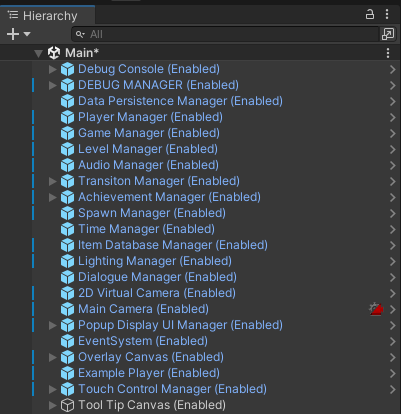 Hierarchy
All
Main*
Debug Console (Enabled)
DEBUG MANAGER (Enabled)
Data Persistence Manager (Enabled)
Player Manager (Enabled)
Game Manager (Enabled)
Level Manager (Enabled)
Audio Manager (Enabled)
Transiton Manager (Enabled)
Achievement Manager (Enabled)
Spawn Manager (Enabled)
Time Manager (Enabled)
Item Database Manager (Enabled)
Lighting Manager (Enabled)
Dialogue Manager (Enabled)
2D Virtual Camera (Enabled)
Main Camera (Enabled)
Popup Display UI Manager (Enabled)
EventSystem (Enabled)
Overlay Canvas (Enabled)
Example Player (Enabled)
Touch Control Manager (Enabled)
Tool Tip Canvas (Enabled)